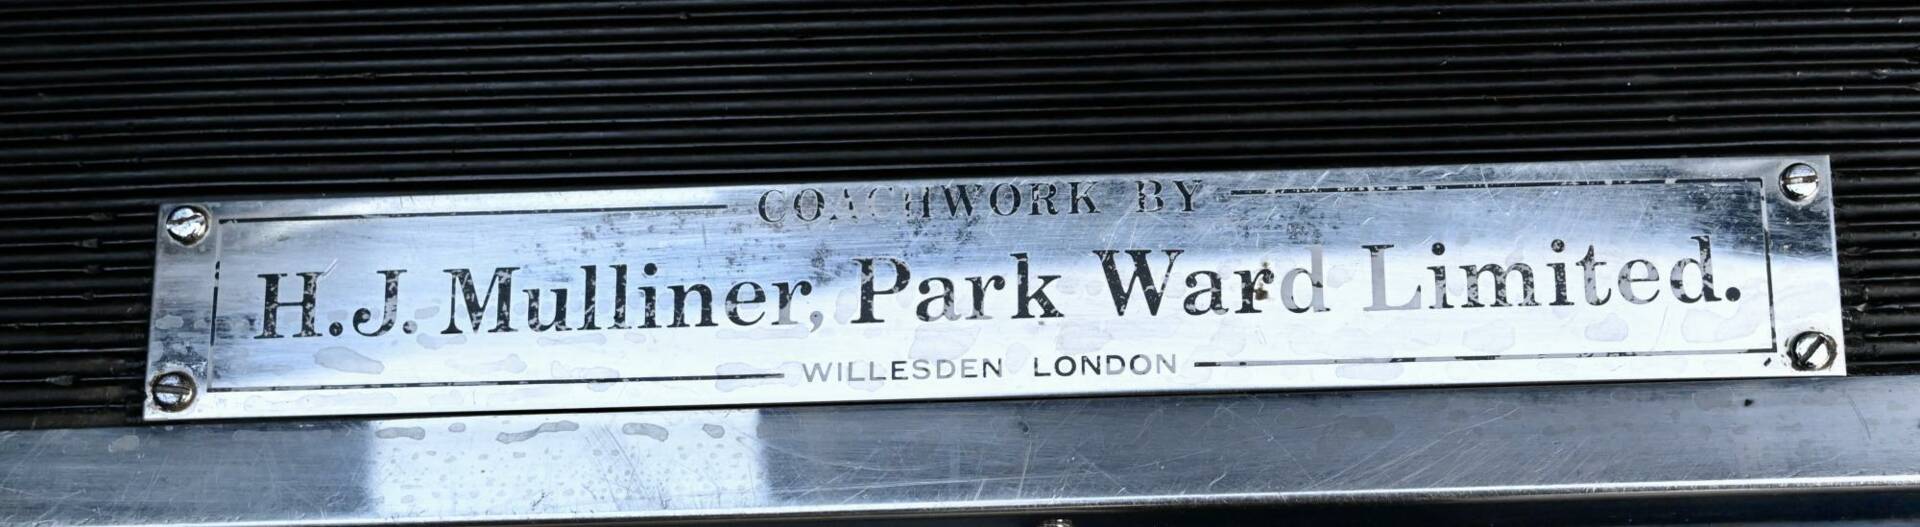 COACHWORK BY
H.J. Mulliner, Park Ward Limited.
WILLESDEN LONDON